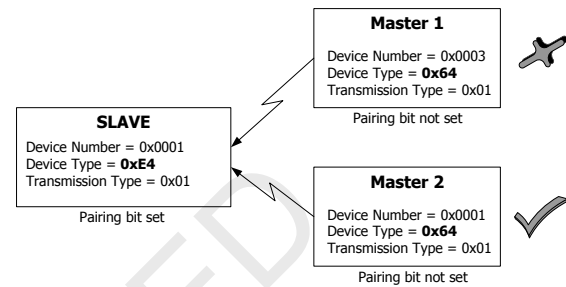 Master 1
Device Number = 0x0003
Device Type = 0x64
Transmission Type = 0x01
Pairing bit not set
SLAVE
Device Number = 0x0001
Device Type = 0xE4
Transmission Type = 0x01
Pairing bit set
Master 2
Device Number = 0x0001
Device Type = 0x64
Transmission Type = 0x01
Pairing bit not set